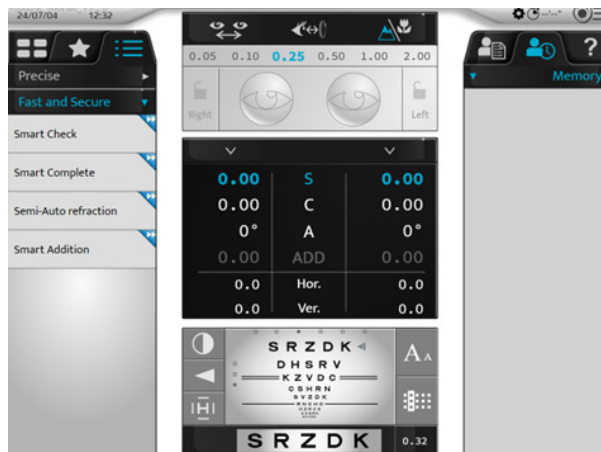 24/07/04 12:32
0.05 0.10 0.25 0.50 1.00 2.00
Right Left
Precise
Fast and Secure
Smart Check
Smart Complete
Semi-Auto refraction
Smart Addition
0.00 S 0.00
0.00 C 0.00
0° A 0°
0.00 ADD 0.00
0.0 Hor. 0.0
0.0 Ver. 0.0
S R Z D K
D H S R V
K Z V D C
C S H R N
S V Z D K
A A
H
S R Z D K 0.32
?
Memory